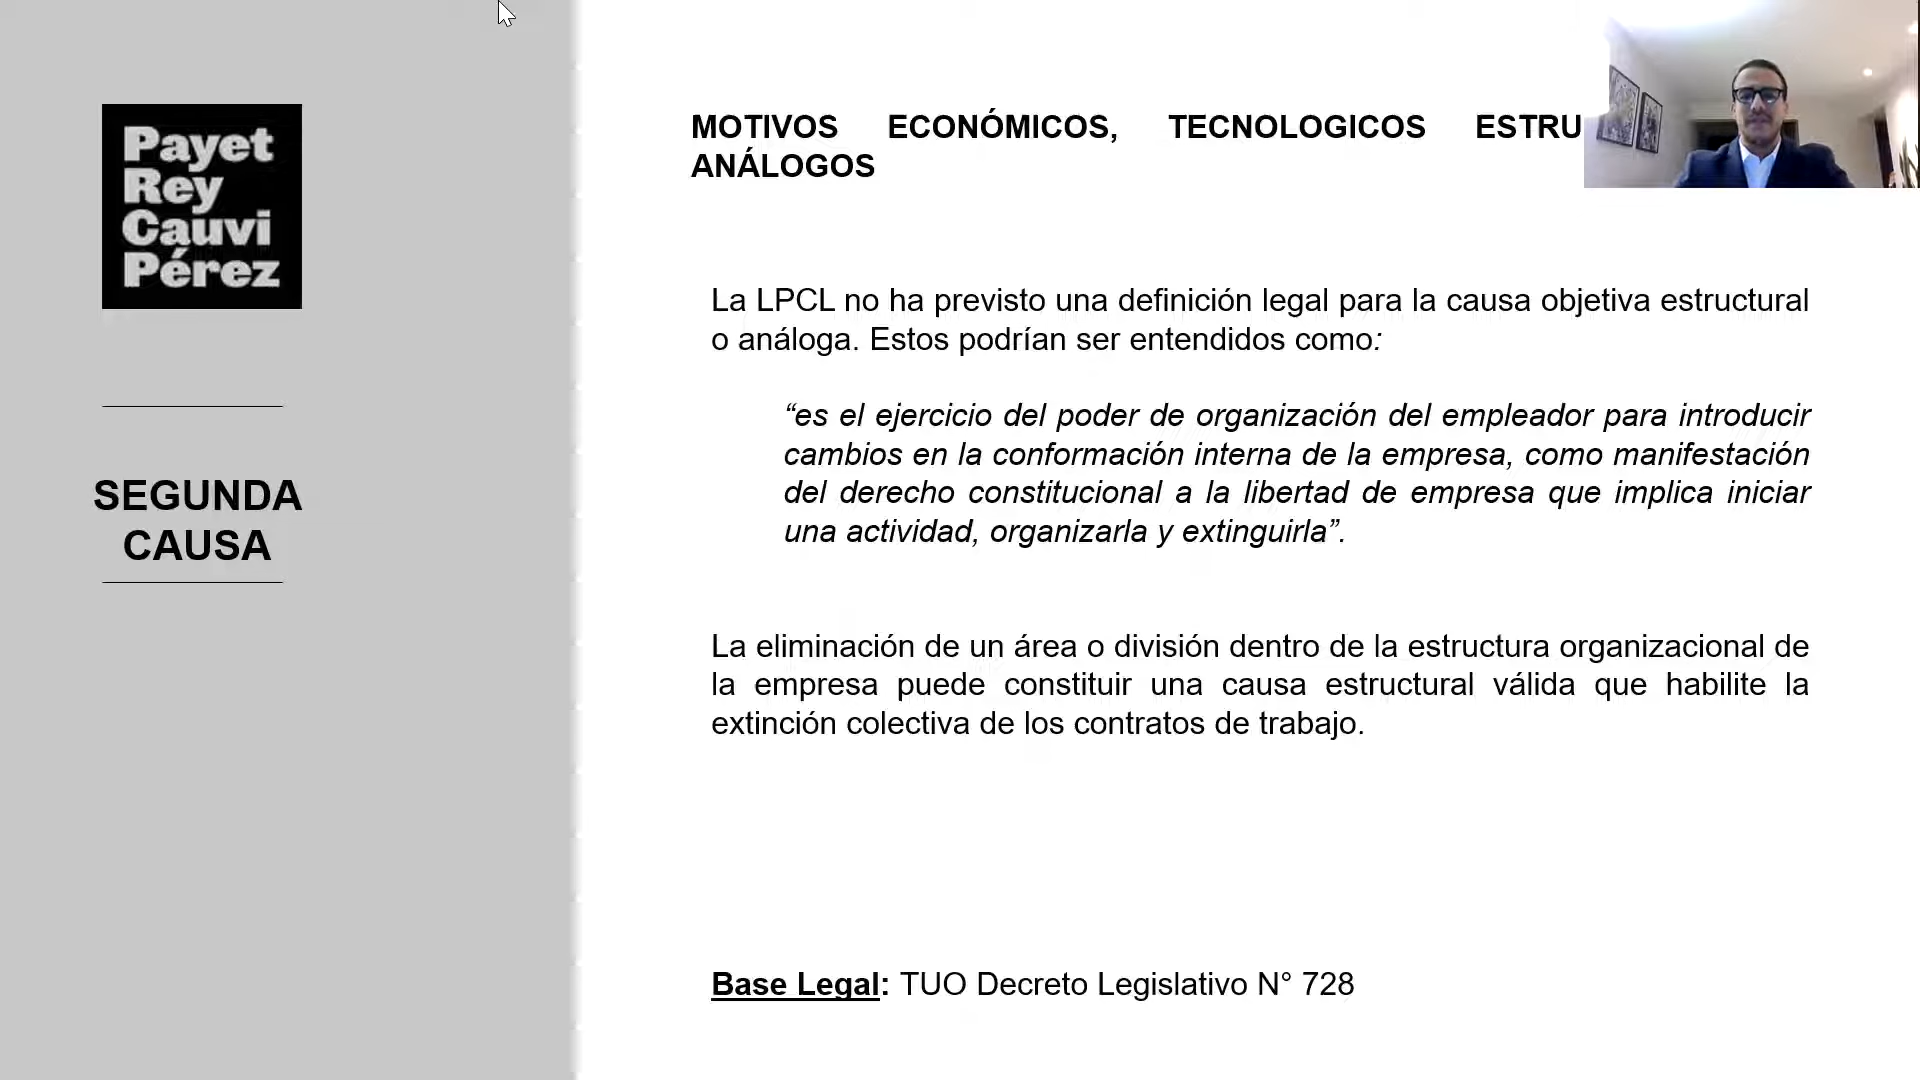 Payet
Rey
Cauvi
Pérez
SEGUNDA
CAUSA
MOTIVOS ECONÓMICOS, TECNOLOGICOS ESTRU
ANÁLOGOS
La LPCL no ha previsto una definición legal para la causa objetiva estructural
o análoga. Estos podrían ser entendidos como:
“es el ejercicio del poder de organización del empleador para introducir
cambios en la conformación interna de la empresa, como manifestación
del derecho constitucional a la libertad de empresa que implica iniciar
una actividad, organizarla y extinguirla”.
La eliminación de un área o división dentro de la estructura organizacional de
la empresa puede constituir una causa estructural válida que habilite la
extinción colectiva de los contratos de trabajo.
Base Legal: TUO Decreto Legislativo N° 728